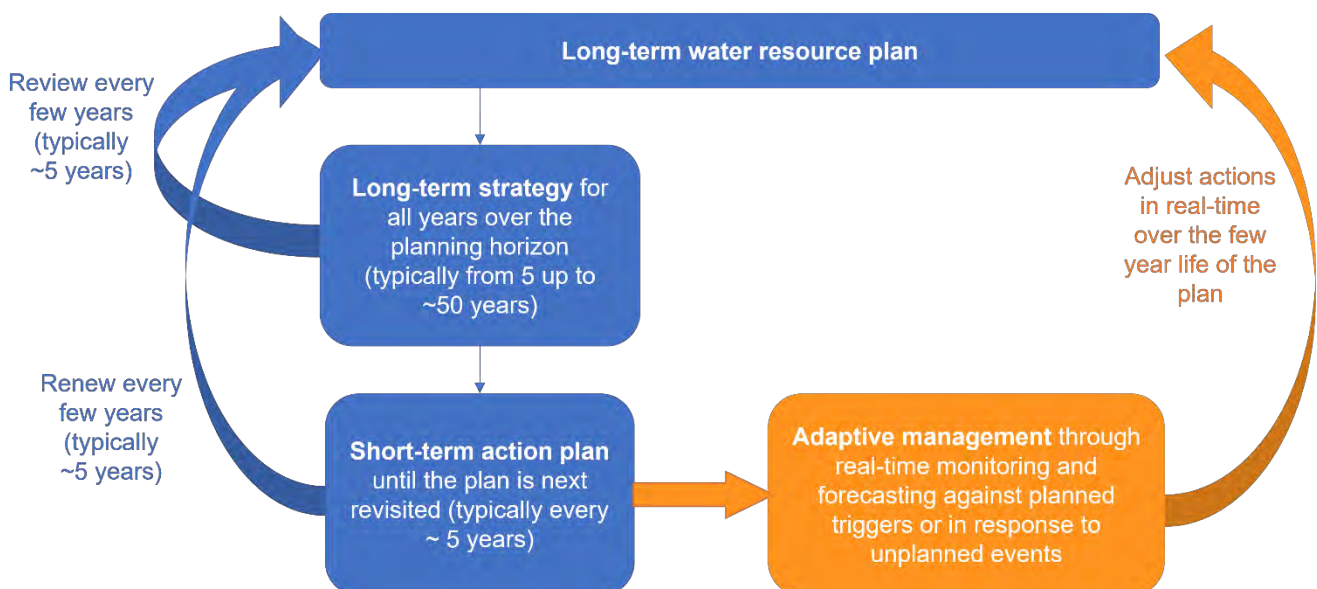 Long-term water resource plan
Review every
few years
(typically
~5 years)
Long-term strategy for
all years over the
planning horizon
(typically from 5 up to
~50 years)
Adjust actions
in real-time
over the few
year life of the
plan
Renew every
few years
(typically
~5 years)
Short-term action plan
until the plan is next
revisited (typically every
~ 5 years)
Adaptive management through
real-time monitoring and
forecasting against planned
triggers or in response to
unplanned events